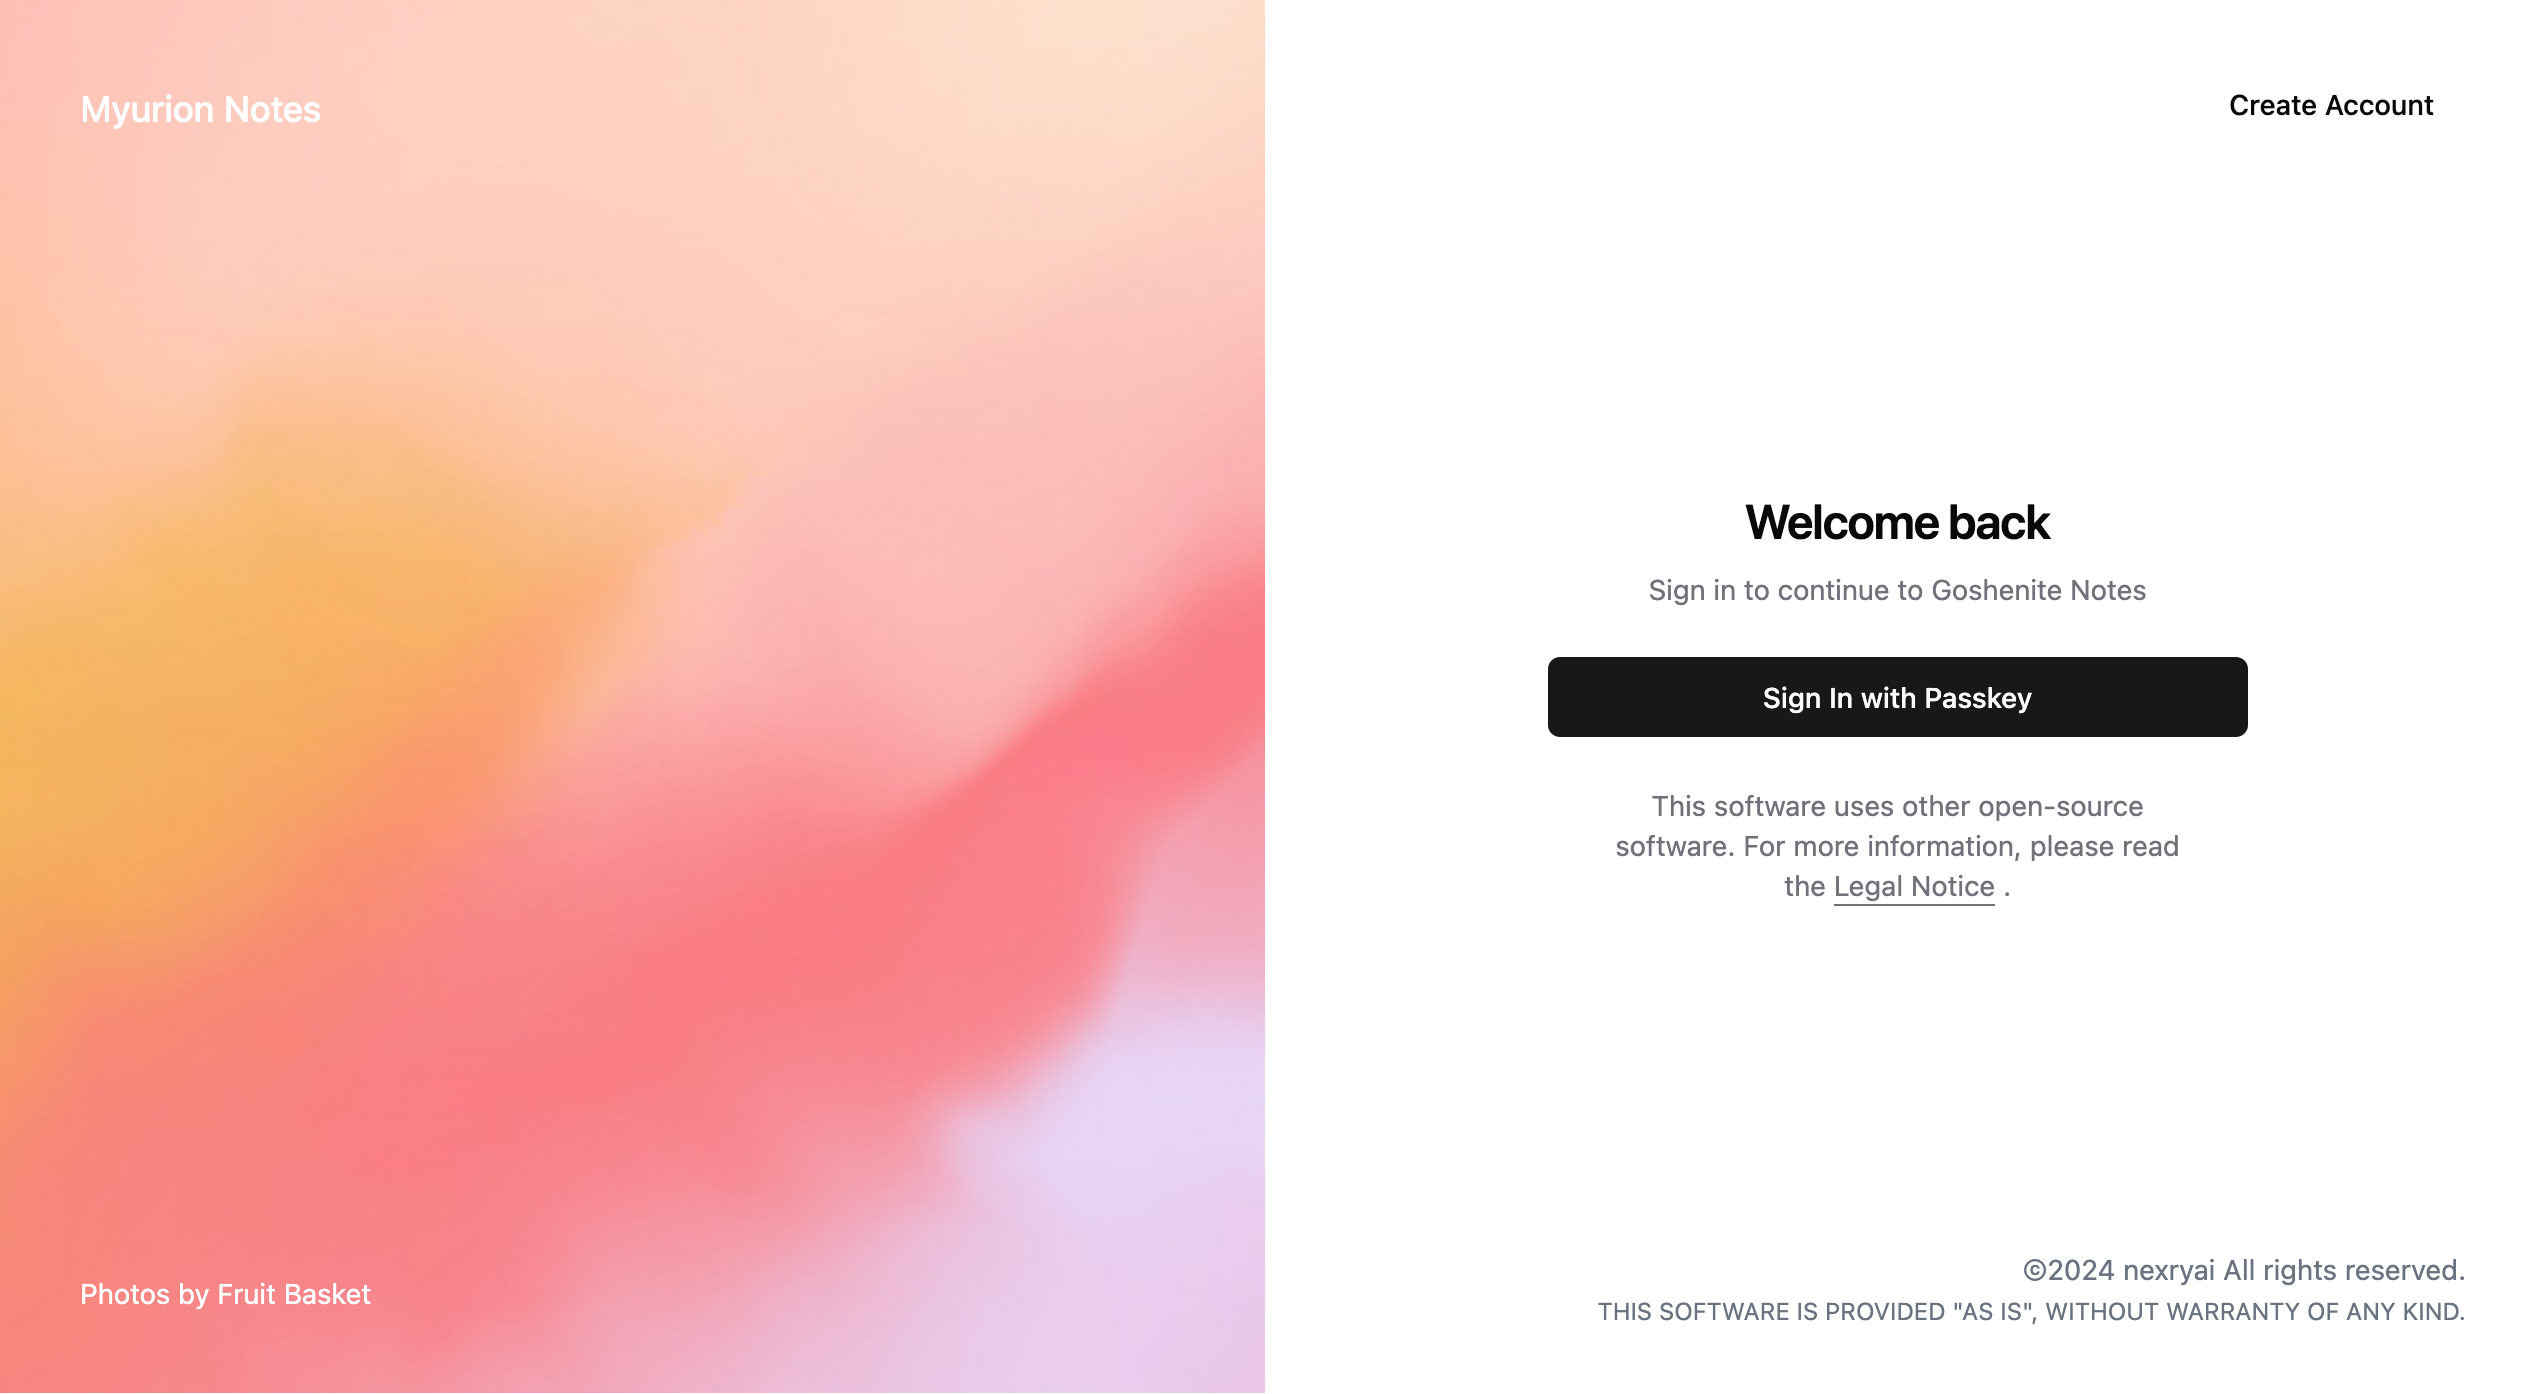 Myurion Notes
Create Account
Welcome back
Sign in to continue to Goshenite Notes
Sign In with Passkey
This software uses other open-source
software. For more information, please read
the Legal Notice .
Photos by Fruit Basket
©2024 nexryai All rights reserved.
THIS SOFTWARE IS PROVIDED "AS IS", WITHOUT WARRANTY OF ANY KIND.